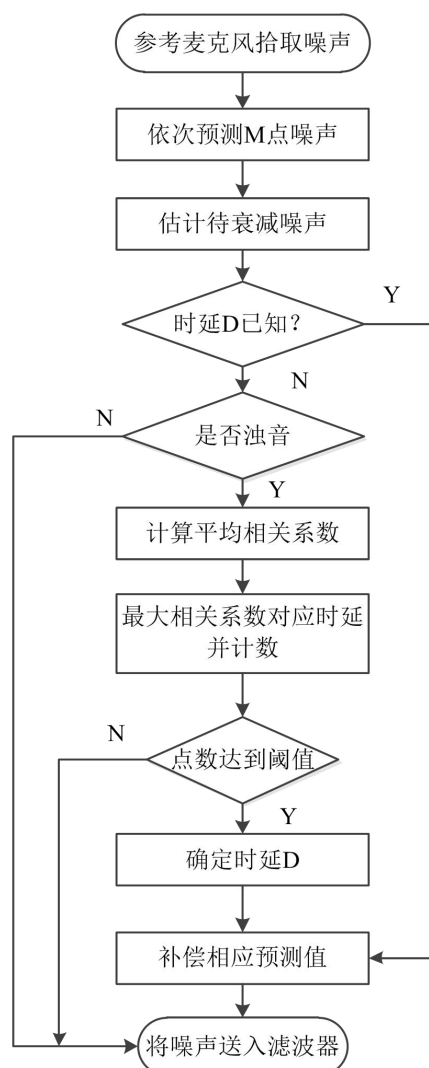 参考麦克风拾取噪声
依次预测M点噪声
估计待衰减噪声
Y
时延D已知?
N
N
是否浊音
Y
计算平均相关系数
最大相关系数对应时延
并计数
N
点数达到阈值
Y
确定时延D
补偿相应预测值
将噪声送入滤波器